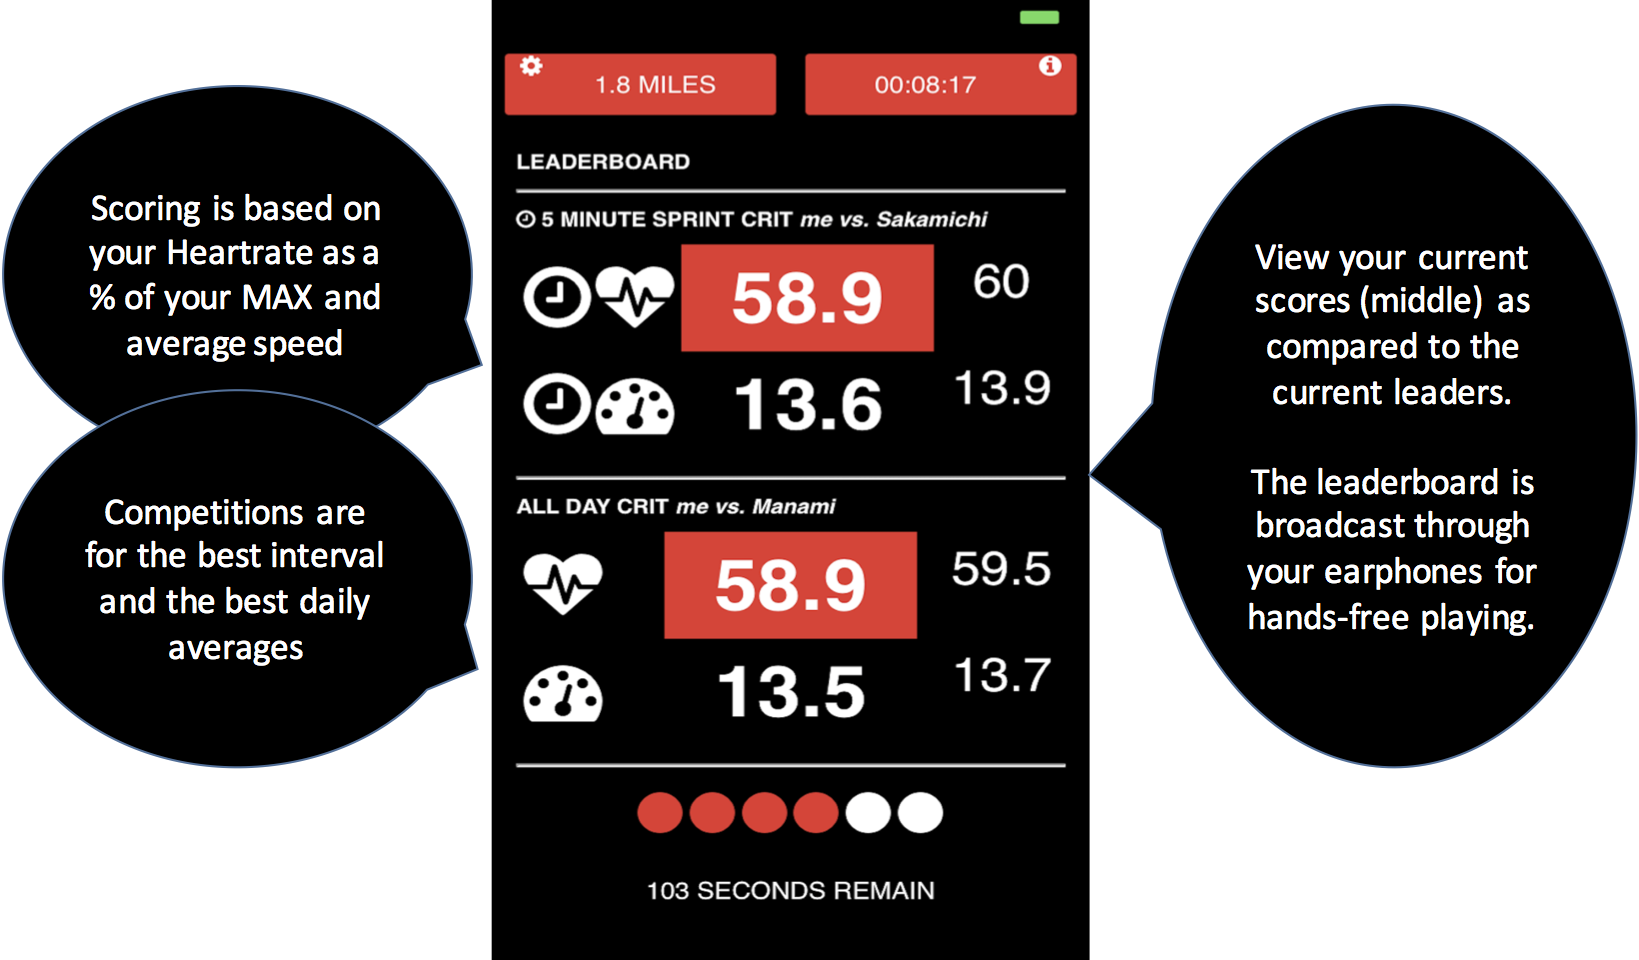 1.8 MILES
00:08:17
LEADERBOARD
5 MINUTE SPRINT CRIT me vs. Sakamichi
58.9
60
13.6
13.9
ALL DAY CRIT me vs. Manami
58.9
59.5
13.5
13.7
103 SECONDS REMAIN
Scoring is based on
your Heartrate as a
% of your MAX and
average speed
Competitions are
for the best interval
and the best daily
averages
View your current
scores (middle) as
compared to the
current leaders.
The leaderboard is
broadcast through
your earphones for
hands-free playing.